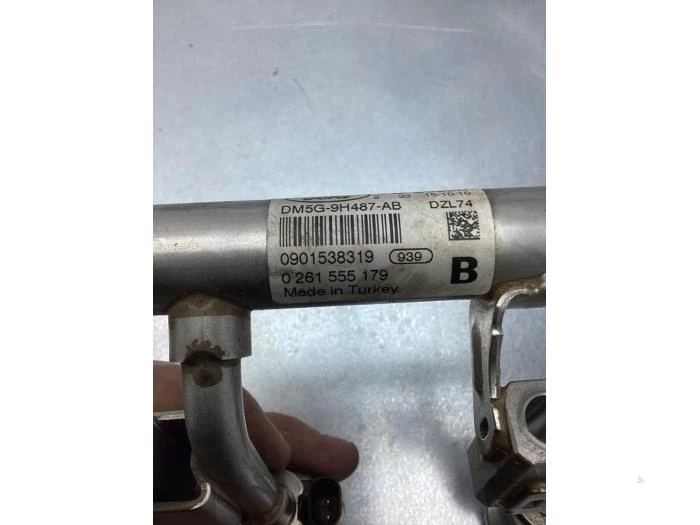 DM5G-9H487-AB DZL74
0901538319 939
0 261 555 179
B
Made in Turkey